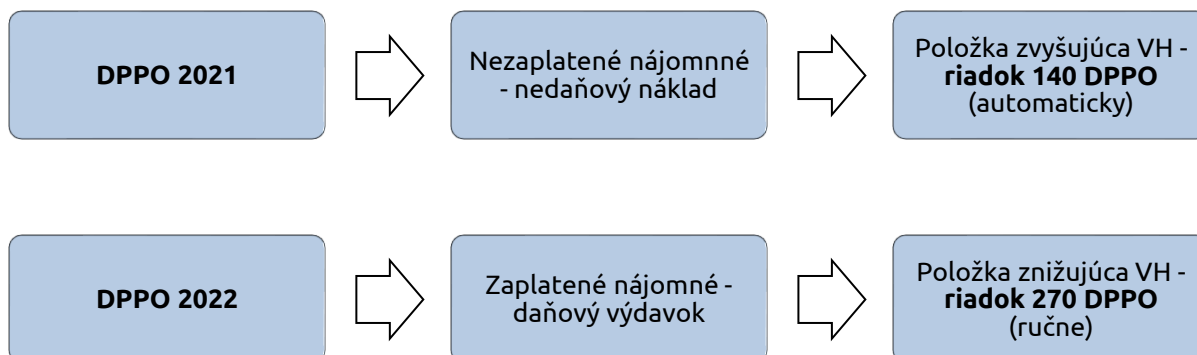 DPPO 2021
Nezaplatené nájomnné
- nedaňový náklad
Položka zvyšujúca VH -
riadok 140 DPPO
(automaticky)
DPPO 2022
Zaplatené nájomné -
daňový výdavok
Položka znižujúca VH -
riadok 270 DPPO
(ručne)